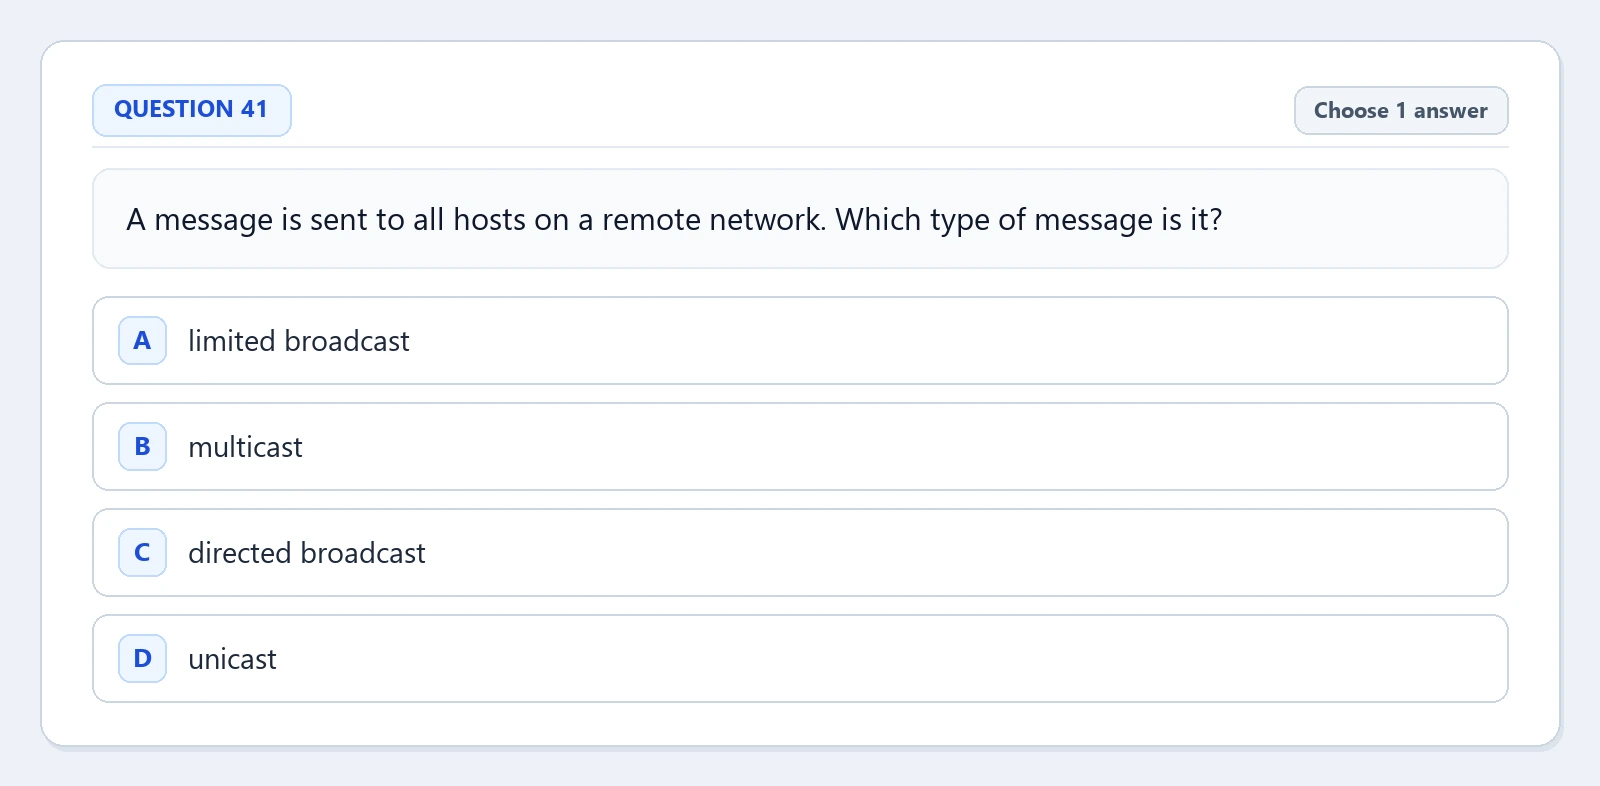 QUESTION 41
Choose 1 answer
A message is sent to all hosts on a remote network. Which type of message is it?
A limited broadcast
B multicast
C directed broadcast
D unicast